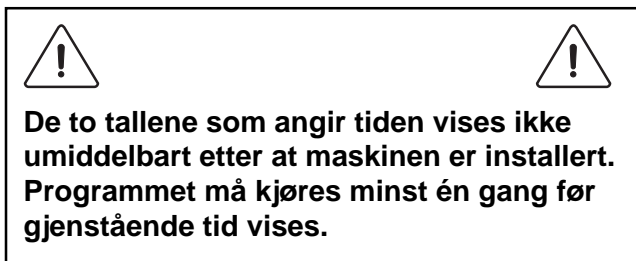 De to tallene som angir tiden vises ikke
umiddelbart etter at maskinen er installert.
Programmet må kjøres minst én gang før
gjenstående tid vises.